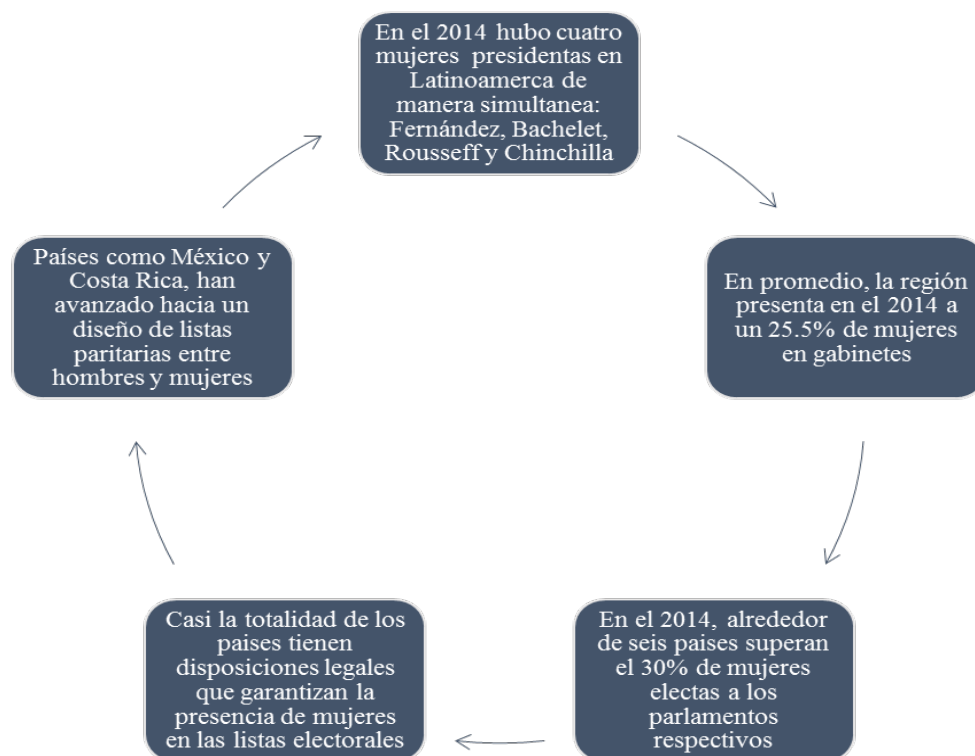 En el 2014 hubo cuatro
mujeres presidentas en
Latinoamerca de
manera simultanea:
Fernández, Bachelet,
Rousseff y Chinchilla
En promedio, la región
presenta en el 2014 a
un 25.5% de mujeres
en gabinetes
En el 2014, alrededor
de seis paises superan
el 30% de mujeres
electas a los
parlamentos
respectivos
Casi la totalidad de los
paises tienen
disposiciones legales
que garantizan la
presencia de mujeres
en las listas electorales
Países como México y
Costa Rica, han
avanzado hacia un
diseño de listas
paritarias entre
hombres y mujeres